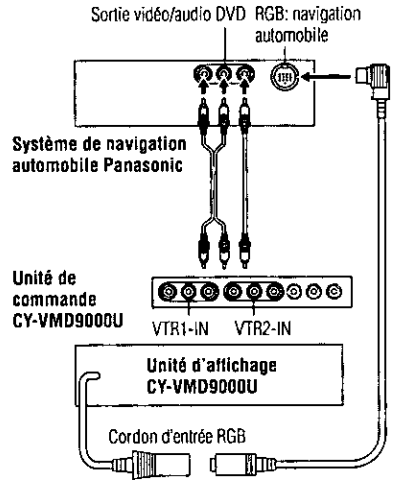 Sortie vidéo/audio DVD
RGB: navigation
automobile
Système de navigation
automobile Panasonic
Unité de
commande
CY-VMD9000U
VTR1-IN
VTR2-IN
Unité d'affichage
CY-VMD9000U
Cordon d'entrée RGB